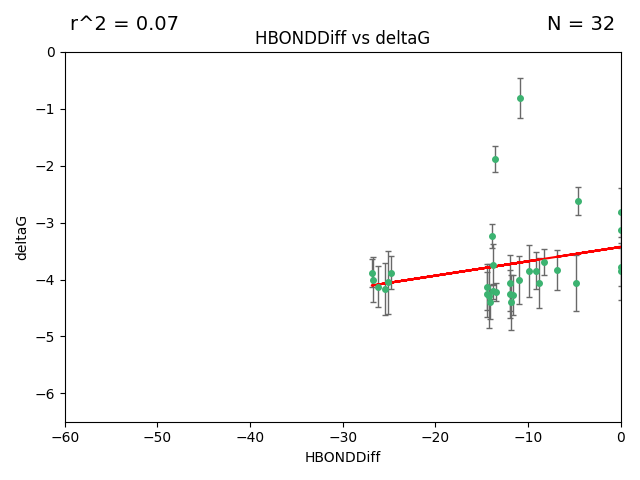 r^2 = 0.07
N = 32
HBONDDiff vs deltaG
deltaG
0
−1
−2
−3
−4
−5
−6
−60
−50
−40
−30
−20
−10
0
HBONDDiff